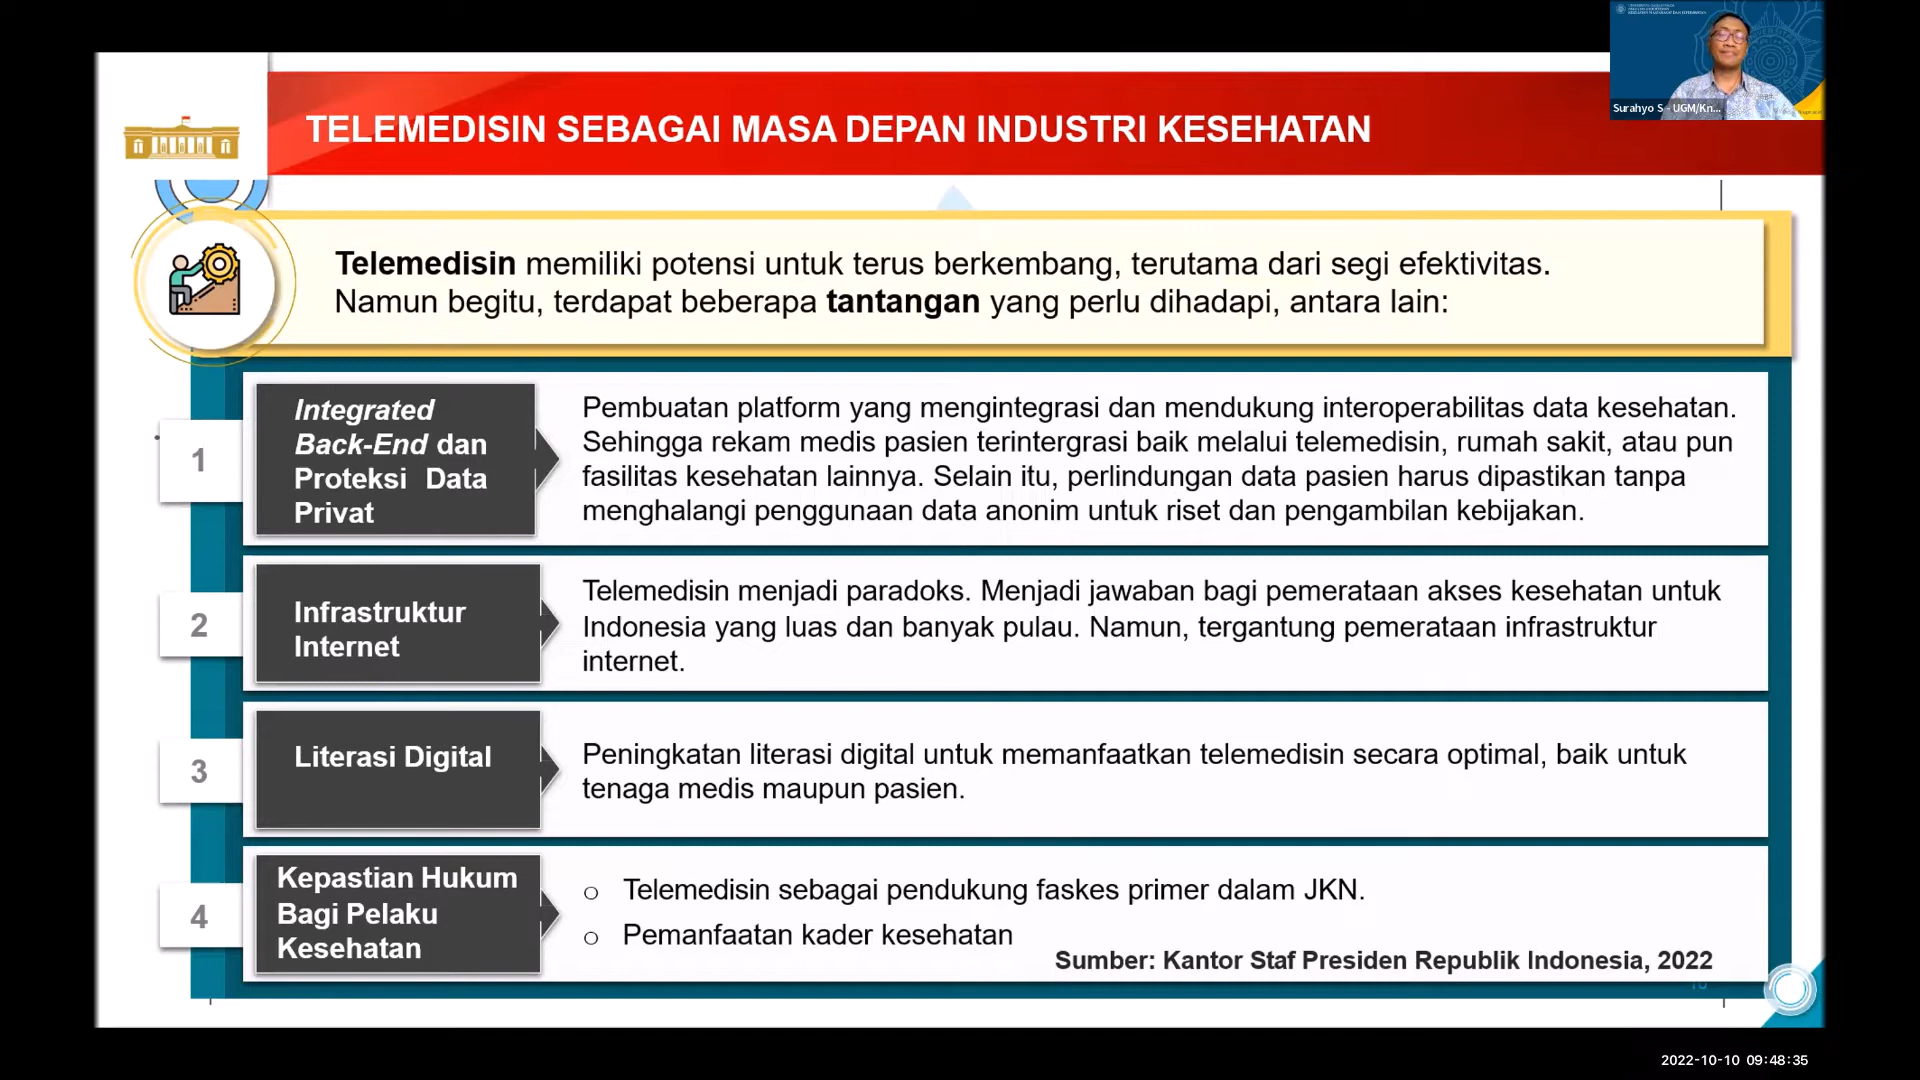 Surahyo S - UGM/Kn...
TELEMEDISIN SEBAGAI MASA DEPAN INDUSTRI KESEHATAN
Telemedisin memiliki potensi untuk terus berkembang, terutama dari segi efektivitas.
Namun begitu, terdapat beberapa tantangan yang perlu dihadapi, antara lain:
1
Integrated
Back-End dan
Proteksi Data
Privat
Pembuatan platform yang mengintegrasi dan mendukung interoperabilitas data kesehatan.
Sehingga rekam medis pasien terintergrasi baik melalui telemedisin, rumah sakit, atau pun
fasilitas kesehatan lainnya. Selain itu, perlindungan data pasien harus dipastikan tanpa
menghalangi penggunaan data anonim untuk riset dan pengambilan kebijakan.
2
Infrastruktur
Internet
Telemedisin menjadi paradoks. Menjadi jawaban bagi pemerataan akses kesehatan untuk
Indonesia yang luas dan banyak pulau. Namun, tergantung pemerataan infrastruktur
internet.
3
Literasi Digital
Peningkatan literasi digital untuk memanfaatkan telemedisin secara optimal, baik untuk
tenaga medis maupun pasien.
4
Kepastian Hukum
Bagi Pelaku
Kesehatan
o Telemedisin sebagai pendukung faskes primer dalam JKN.
o Pemanfaatan kader kesehatan
Sumber: Kantor Staf Presiden Republik Indonesia, 2022
2022-10-10 09:48:35